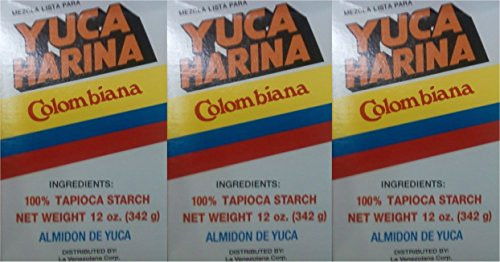 MEZCLA LISTA PARA
YUCA
HARINA
Colombiana
INGREDIENTS:
100% TAPIOCA STARCH
NET WEIGHT 12 oz. (342 g)
ALMIDON DE YUCA
DISTRIBUTED BY:
La Venezolana Corp.
MEZCLA LISTA PARA
YUCA
HARINA
Colombiana
INGREDIENTS:
100% TAPIOCA STARCH
NET WEIGHT 12 oz. (342 g)
ALMIDON DE YUCA
DISTRIBUTED BY:
La Venezolana Corp.
MEZCLA LISTA PARA
YUCA
HARINA
Colombiana
INGREDIENTS:
100% TAPIOCA STARCH
NET WEIGHT 12 oz. (342 g)
ALMIDON DE YUCA
DISTRIBUTED BY:
La Venezolana Corp.